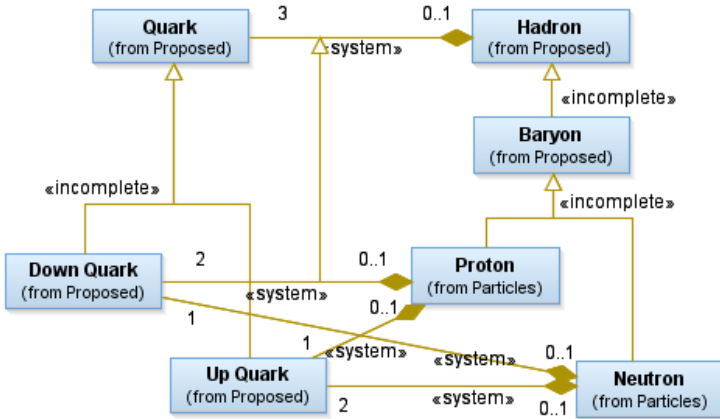 Quark
(from Proposed)
3
0..1
«system»
Hadron
(from Proposed)
«incomplete»
Baryon
(from Proposed)
«incomplete»
«incomplete»
Down Quark
(from Proposed)
2
0..1
«system»
Proton
(from Particles)
1
0..1
1
«system»
«system»
0..1
Up Quark
(from Proposed)
2
«system»
0..1
Neutron
(from Particles)